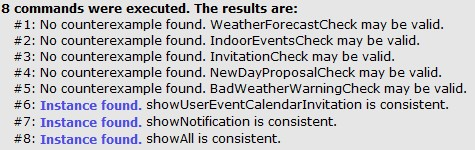 8 commands were executed. The results are:
#1: No counterexample found. WeatherForecastCheck may be valid.
#2: No counterexample found. IndoorEventsCheck may be valid.
#3: No counterexample found. InvitationCheck may be valid.
#4: No counterexample found. NewDayProposalCheck may be valid.
#5: No counterexample found. BadWeatherWarningCheck may be valid.
#6: Instance found. showUserEventCalendarInvitation is consistent.
#7: Instance found. showNotification is consistent.
#8: Instance found. showAll is consistent.